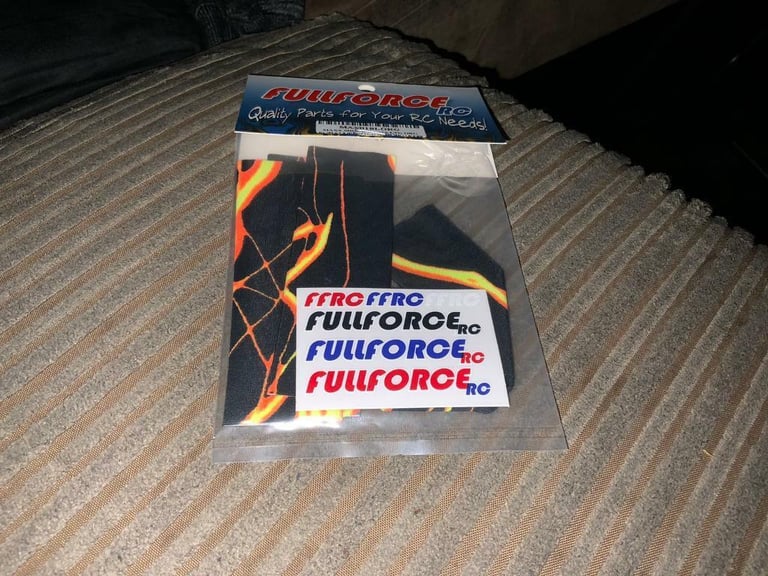 FULLFORCE RC
Quality Parts for Your RC Needs!
FFRC FFRC FFRC
FULLFORCE RC
FULLFORCE RC
FULLFORCE RC